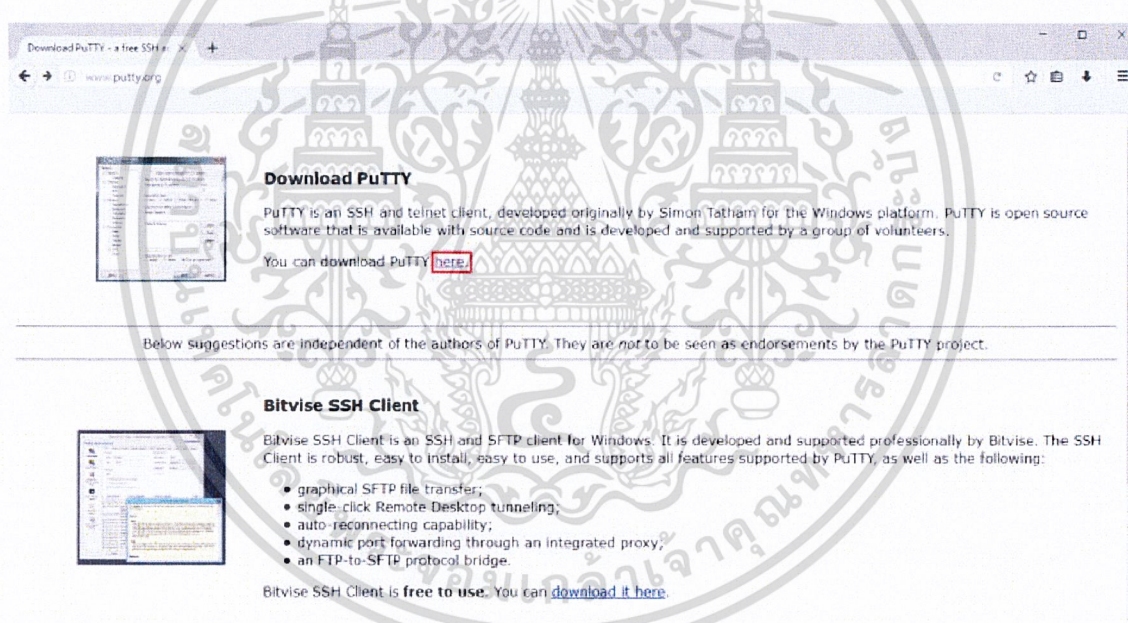 Download PuTTY - a free SSH a
www.putty.org
Download PuTTY
PuTTY is an SSH and telnet client, developed originally by Simon Tatham for the Windows platform. PuTTY is open source
software that is available with source code and is developed and supported by a group of volunteers.
You can download PuTTY here.
Below suggestions are independent of the authors of PuTTY. They are not to be seen as endorsements by the PuTTY project.
Bitvise SSH Client
Bitvise SSH Client is an SSH and SFTP client for Windows. It is developed and supported professionally by Bitvise. The SSH
Client is robust, easy to install, easy to use, and supports all features supported by PuTTY, as well as the following:
• graphical SFTP file transfer;
• single-click Remote Desktop tunneling;
• auto-reconnecting capability;
• dynamic port forwarding through an integrated proxy;
• an FTP-to-SFTP protocol bridge.
Bitvise SSH Client is free to use. You can download it here.